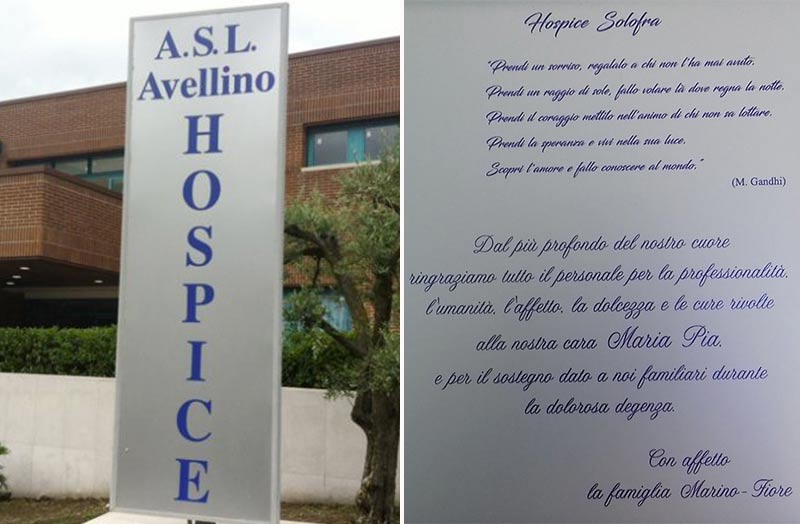 A.S.L.
Avellino
HOSPICE
Hospice Solofra
"Prendi un sorriso, regalalo a chi non l'ha mai avuto.
Prendi un raggio di sole, fallo volare là dove regna la notte.
Prendi il coraggio mettilo nell'animo di chi non sa lottare.
Prendi la speranza e vivi nella sua luce.
Scopri l'amore e fallo conoscere al mondo."
(M. Gandhi)
Dal più profondo del nostro cuore
ringraziamo tutto il personale per la professionalità,
l'umanità, l'affetto, la dolcezza e le cure rivolte
alla nostra cara Maria Pia,
e per il sostegno dato a noi familiari durante
la dolorosa degenza.
Con affetto
la famiglia Marino-Fiore